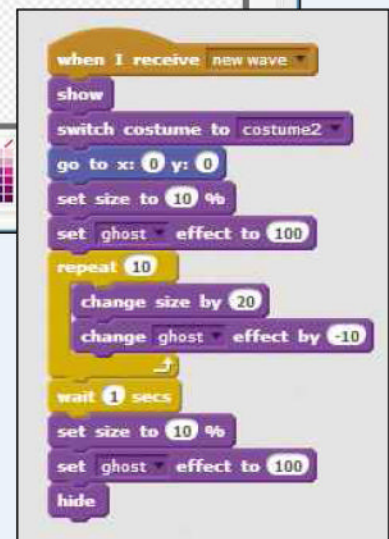 when I receive new wave
show
switch costume to costume2
go to x: 0 y: 0
set size to 10 %
set ghost effect to 100
repeat 10
change size by 20
change ghost effect by -10
wait 1 secs
set size to 10 %
set ghost effect to 100
hide